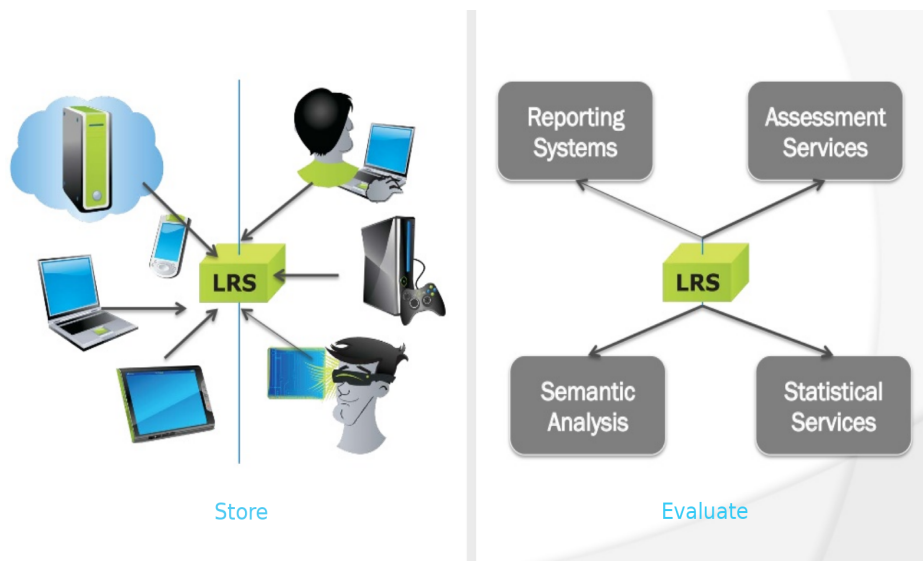 LRS
Store
Reporting
Systems
Assessment
Services
LRS
Semantic
Analysis
Statistical
Services
Evaluate